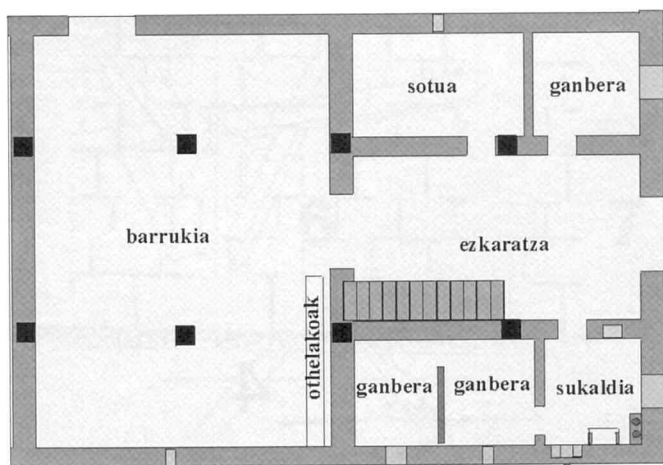 sotua
ganbera
barrukia
ezkaratza
othelakoak
ganbera
ganbera
sukaldia